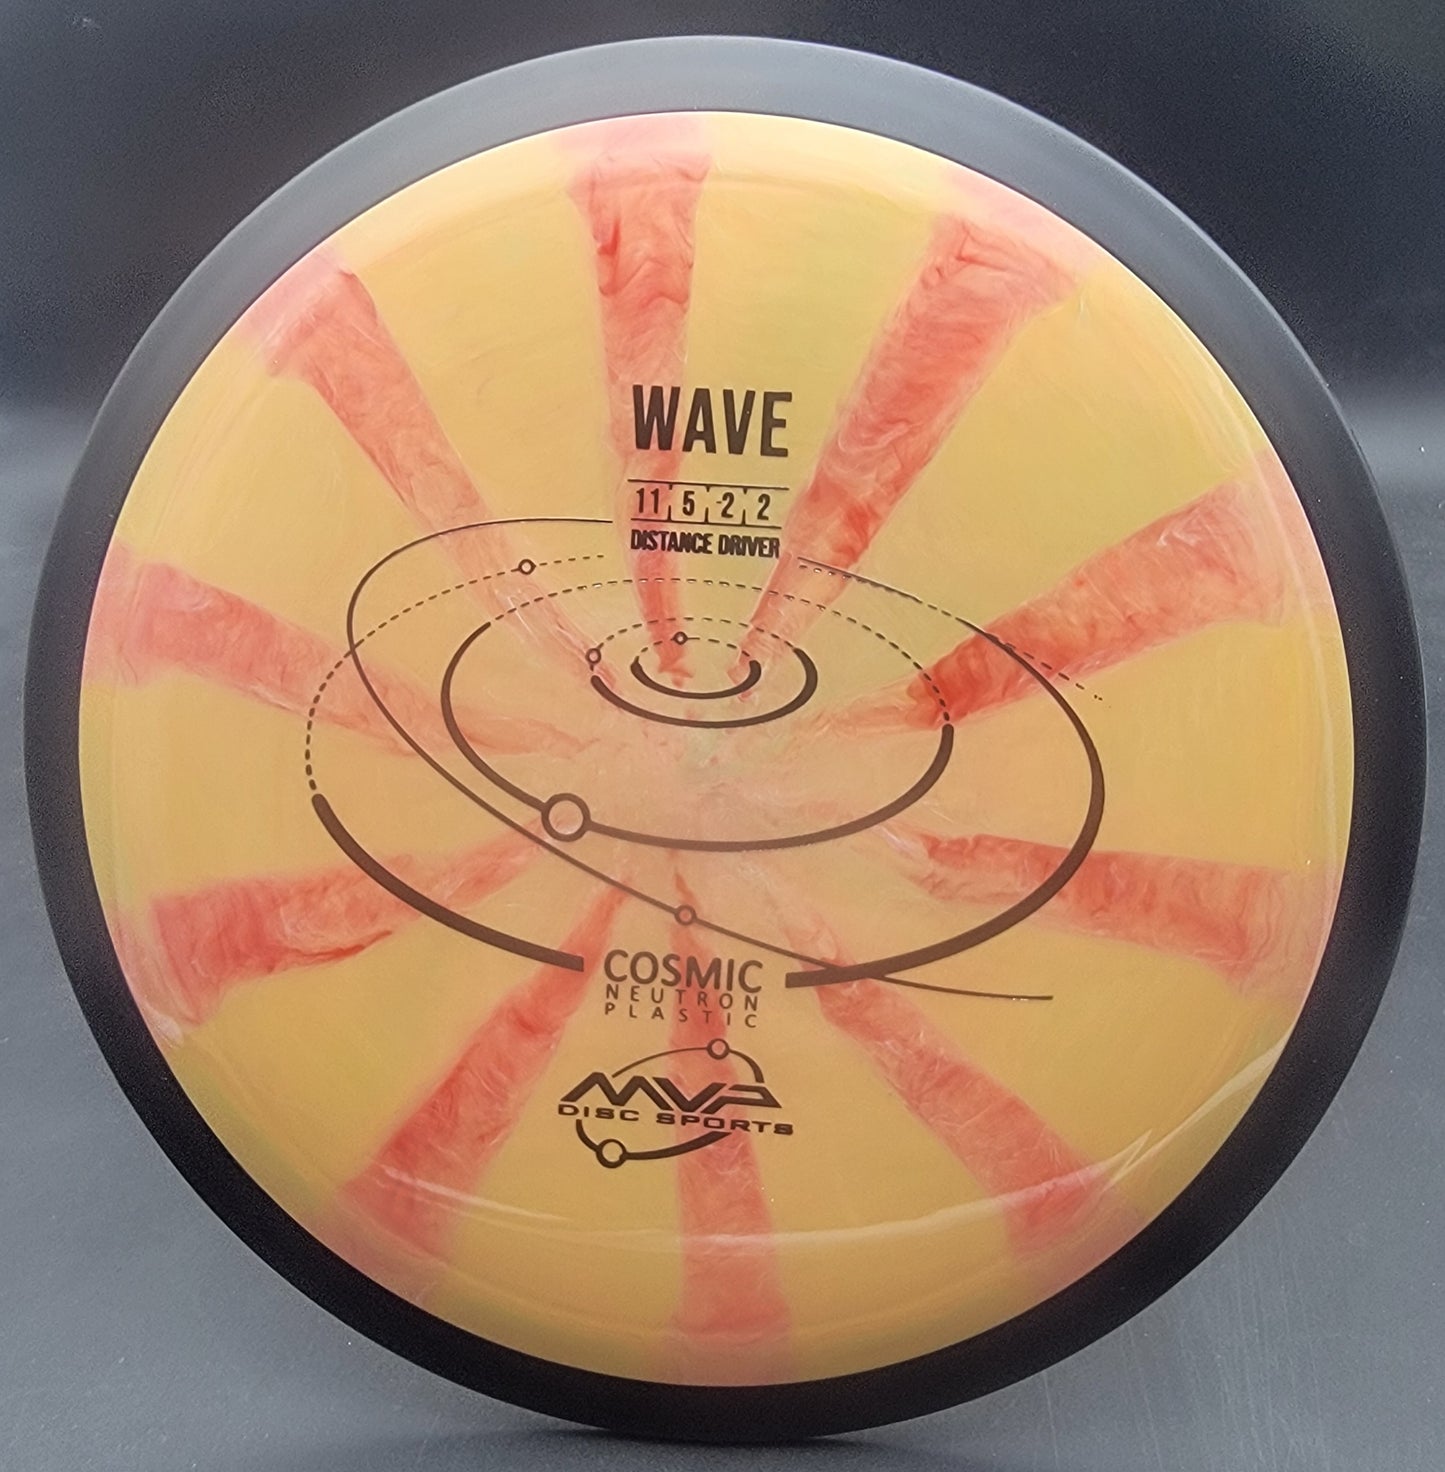 WAVE
11 5 -2 2
DISTANCE DRIVER
COSMIC
NEUTRON
PLASTIC
MVP
DISC SPORTS